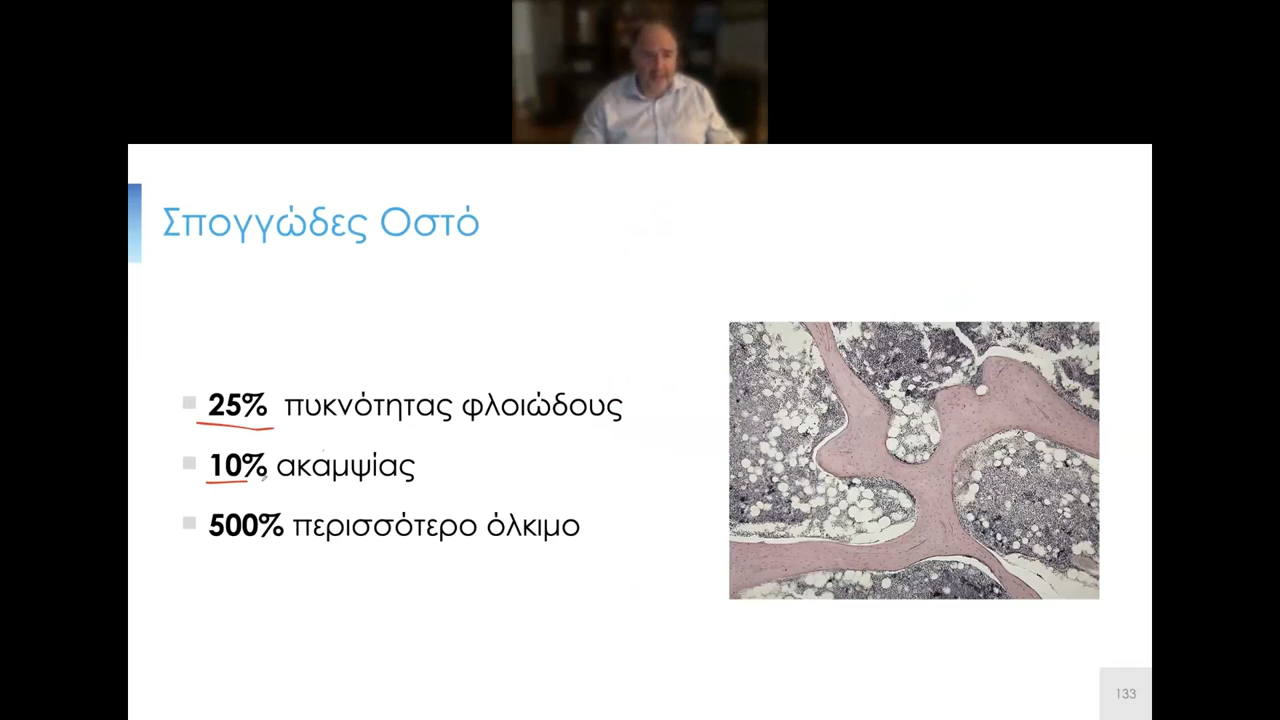 Σπογγώδες Οστό
25% πυκνότητας φλοιώδους
10% ακαμψίας
500% περισσότερο όλκιμο
133